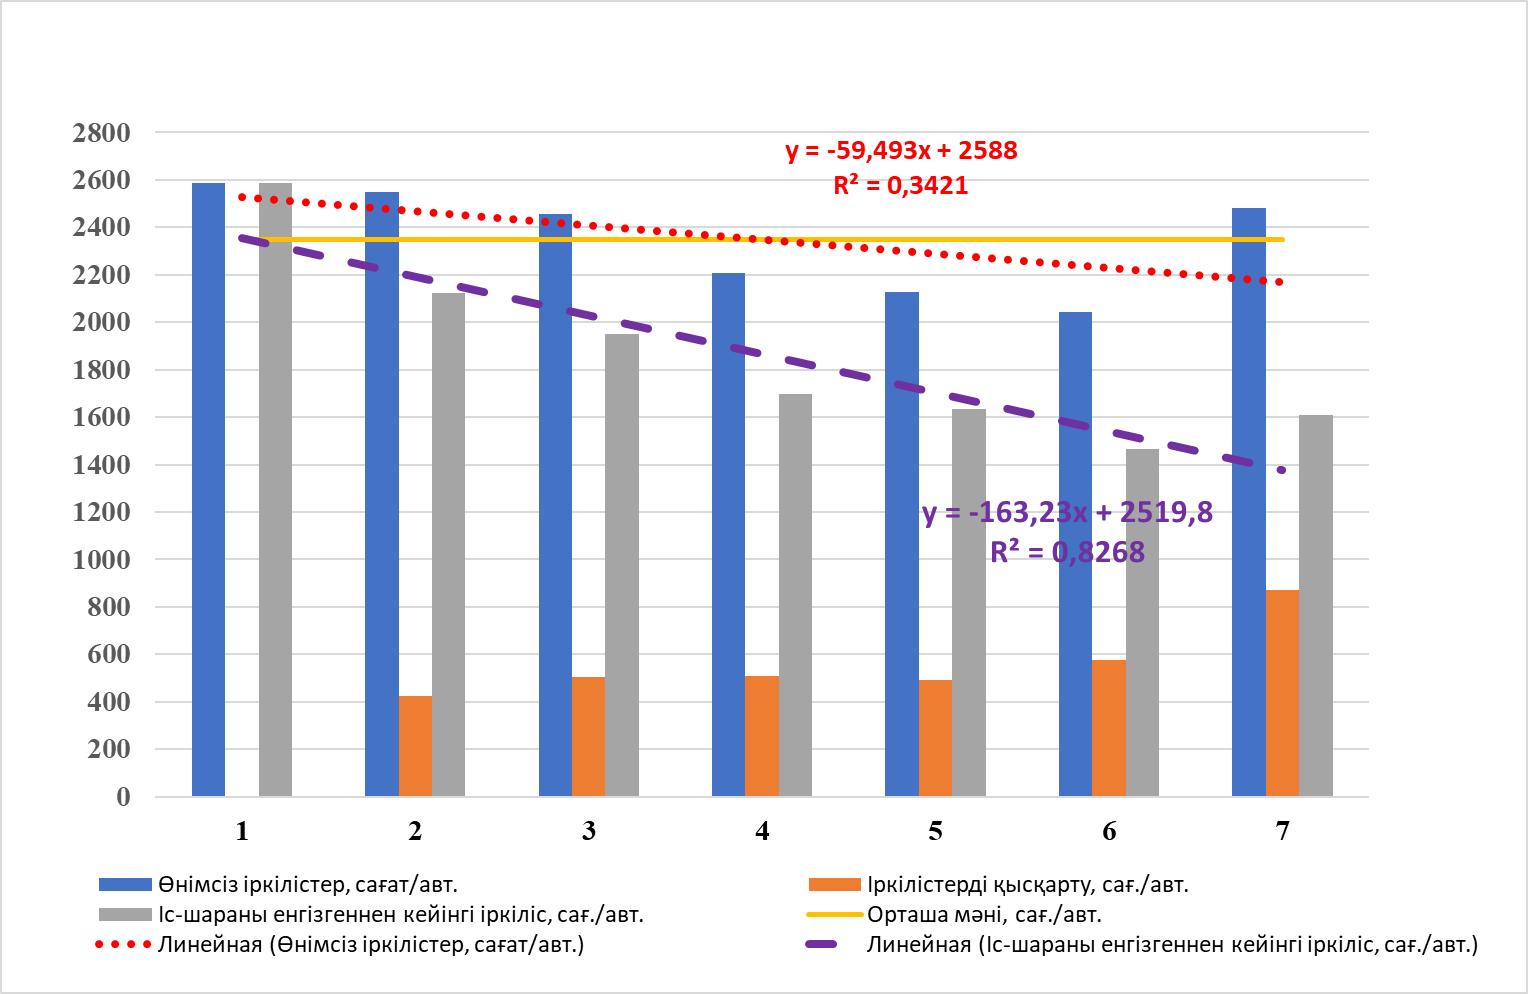 2800
2600
2400
2200
2000
1800
1600
1400
1200
1000
800
600
400
200
0
y = -59,493x + 2588
R² = 0,3421
y = -163,23x + 2519,8
R² = 0,8268
1 2 3 4 5 6 7
Өнімсіз іркілістер, сағат/авт.
Іркілістерді қысқарту, сағ./авт.
Іс-шараны енгізгеннен кейінгі іркіліс, сағ./авт.
Орташа мәні, сағ./авт.
Линейная (Өнімсіз іркілістер, сағат/авт.)
Линейная (Іс-шараны енгізгеннен кейінгі іркіліс, сағ./авт.)